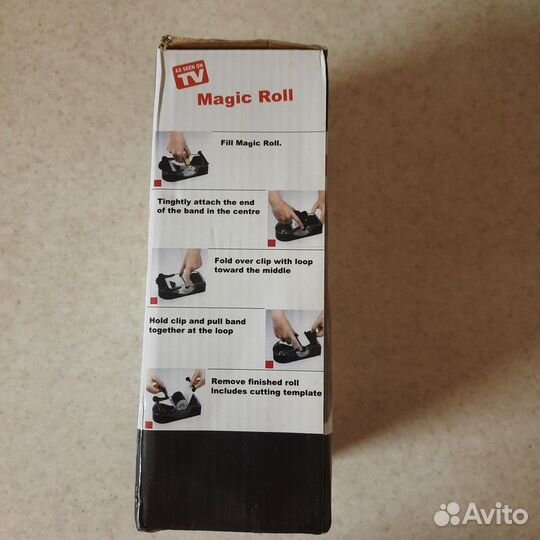 AS SEEN ON
TV
Magic Roll
Fill Magic Roll.
Tinghtly attach the end
of the band in the centre
Fold over clip with loop
toward the middle
Hold clip and pull band
together at the loop
Remove finished roll
Includes cutting template
Avito